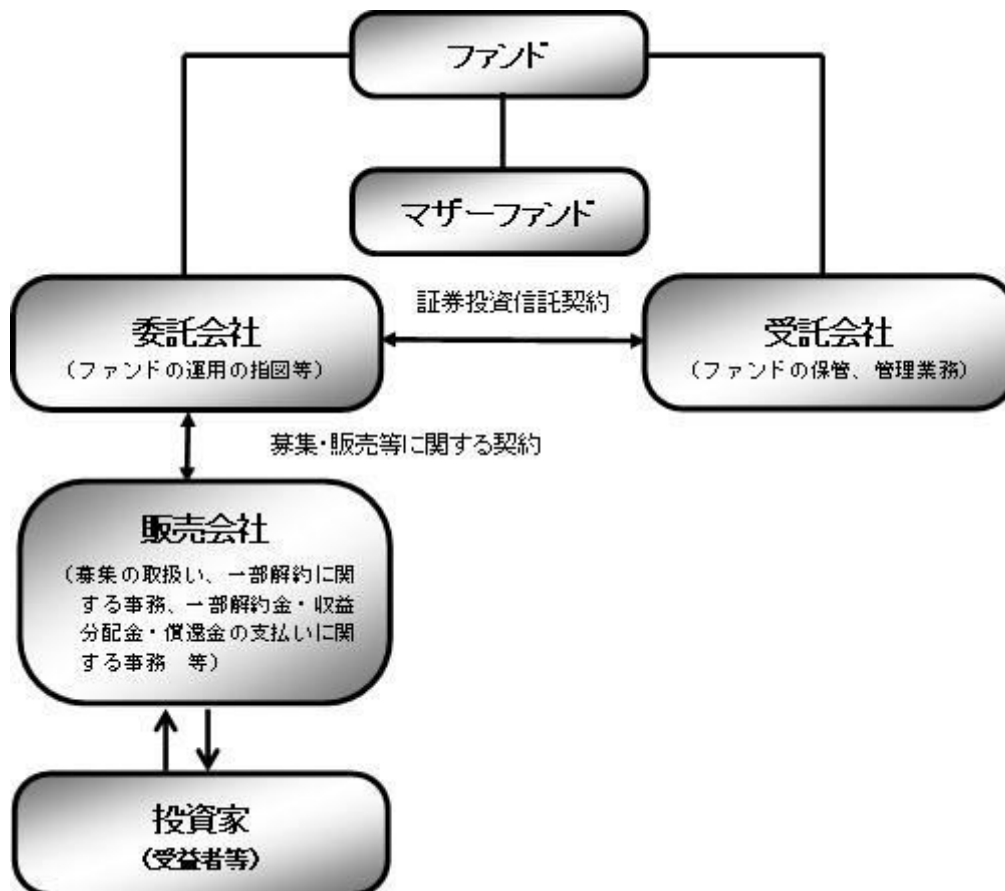 ファンド
マザーファンド
証券投資信託契約
委託会社
（ファンドの運用の指図等）
受託会社
（ファンドの保管、管理業務）
募集･販売等に関する契約
販売会社
（募集の取扱い、一部解約に関
する事務、一部解約金・収益
分配金・償還金の支払いに関
する事務　等）
投資家
（受益者等）